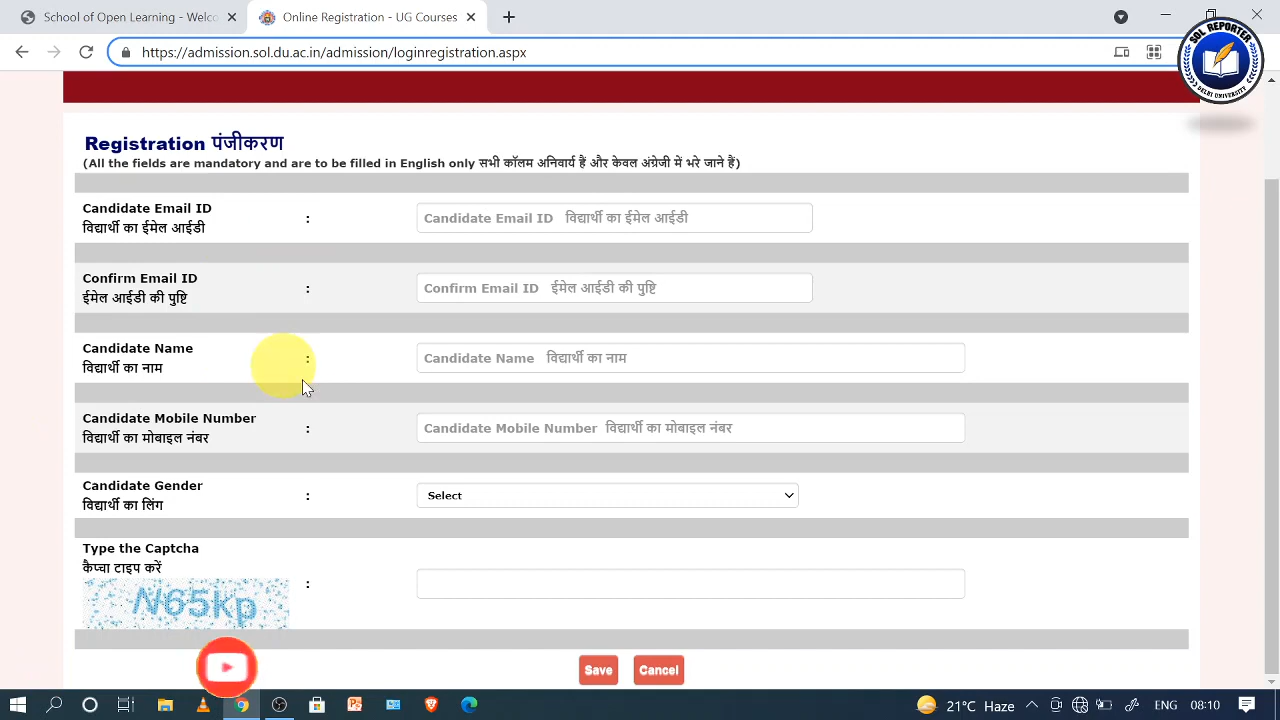 School of Open Learning - Welco
Online Registration - UG Courses
https://admission.sol.du.ac.in/admission/loginregistration.aspx
SOL REPORTER
DELHI UNIVERSITY
Registration पंजीकरण
(All the fields are mandatory and are to be filled in English only सभी कॉलम अनिवार्य हैं और केवल अंग्रेजी में भरे जाने हैं)
Candidate Email ID
विद्यार्थी का ईमेल आईडी
:
Candidate Email ID विद्यार्थी का ईमेल आईडी
Confirm Email ID
ईमेल आईडी की पुष्टि
:
Confirm Email ID ईमेल आईडी की पुष्टि
Candidate Name
विद्यार्थी का नाम
:
Candidate Name विद्यार्थी का नाम
Candidate Mobile Number
विद्यार्थी का मोबाइल नंबर
:
Candidate Mobile Number विद्यार्थी का मोबाइल नंबर
Candidate Gender
विद्यार्थी का लिंग
:
Select
Type the Captcha
कैप्चा टाइप करें
N65kp
:
Save Cancel
21°C Haze ENG 08:10